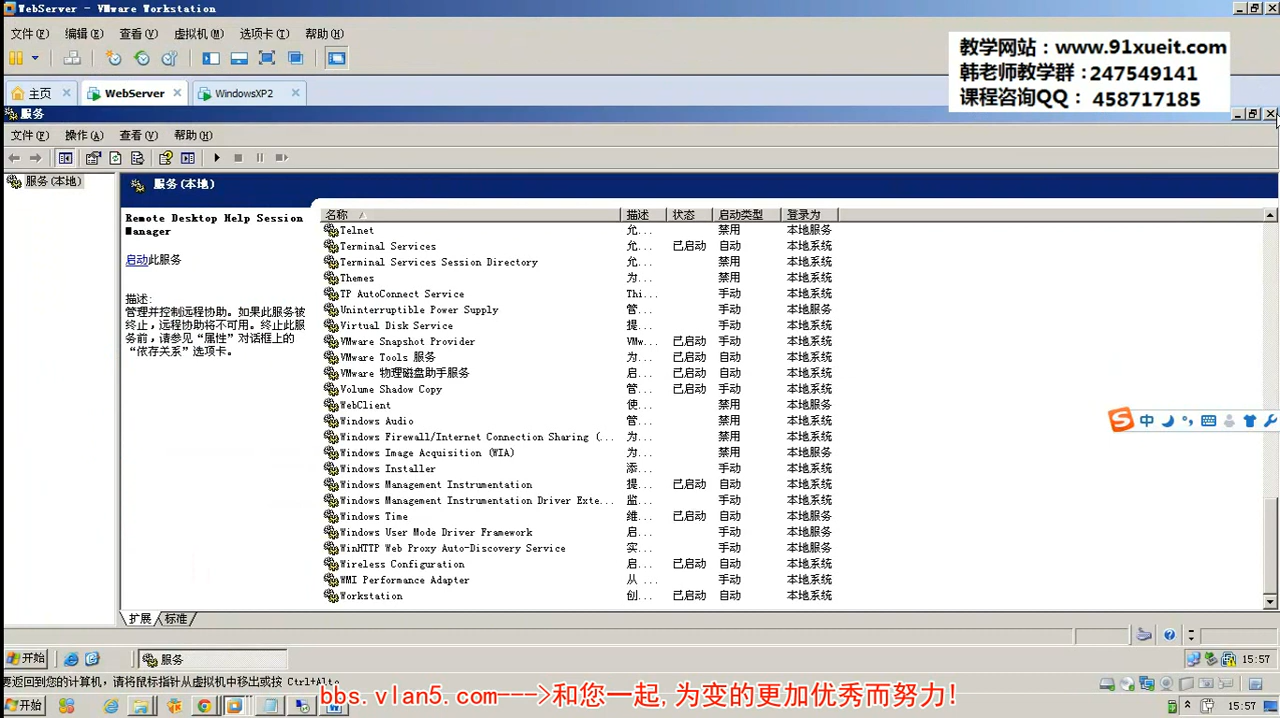 WebServer - VMware Workstation
文件(F) 编辑(E) 查看(V) 虚拟机(M) 选项卡(T) 帮助(H)
教学网站：www.91xueit.com
韩老师教学群：247549141
课程咨询QQ： 458717185
主页 WebServer WindowsXP2
服务
文件(F) 操作(A) 查看(V) 帮助(H)
服务(本地)
服务(本地)
Remote Desktop Help Session Manager
启动此服务
描述:
管理并控制远程协助。如果此服务被
终止，远程协助将不可用。终止此服
务前，请参见“属性”对话框上的
“依存关系”选项卡。
名称 描述 状态 启动类型 登录为
Telnet 允... 禁用 本地服务
Terminal Services 允... 已启动 自动 本地系统
Terminal Services Session Directory 允... 禁用 本地系统
Themes 为... 禁用 本地系统
TP AutoConnect Service Thi... 手动 本地系统
Uninterruptible Power Supply 管... 手动 本地服务
Virtual Disk Service 提... 手动 本地系统
VMware Snapshot Provider VMw... 已启动 手动 本地系统
VMware Tools 服务 为... 已启动 自动 本地系统
VMware 物理磁盘助手服务 启... 已启动 自动 本地系统
Volume Shadow Copy 管... 已启动 手动 本地系统
WebClient 使... 禁用 本地服务
Windows Audio 管... 禁用 本地系统
Windows Firewall/Internet Connection Sharing (... 为... 禁用 本地系统
Windows Image Acquisition (WIA) 为... 禁用 本地系统
Windows Installer 添... 手动 本地系统
Windows Management Instrumentation 提... 已启动 自动 本地系统
Windows Management Instrumentation Driver Exte... 监... 手动 本地系统
Windows Time 维... 已启动 自动 本地服务
Windows User Mode Driver Framework 启... 手动 本地系统
WinHTTP Web Proxy Auto-Discovery Service 实... 手动 本地服务
Wireless Configuration 启... 已启动 自动 本地系统
WMI Performance Adapter 从 ... 手动 本地系统
Workstation 创... 已启动 自动 本地系统
中
扩展 标准
开始 服务 15:57
要返回到您的计算机，请将鼠标指针从虚拟机中移出或按 Ctrl+Alt。
bbs.vlan5.com--->和您一起,为变的更加优秀而努力!
开始 15:57